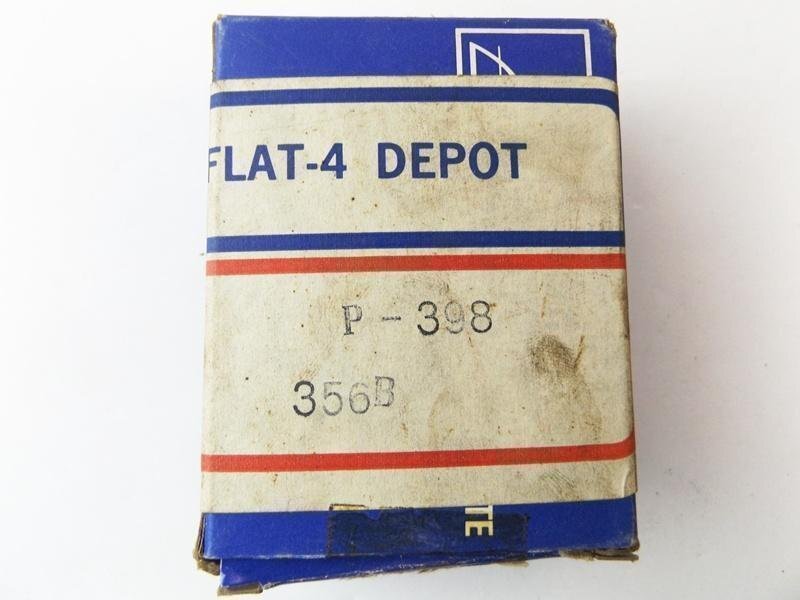 FLAT-4 DEPOT
P-398
356B
TE